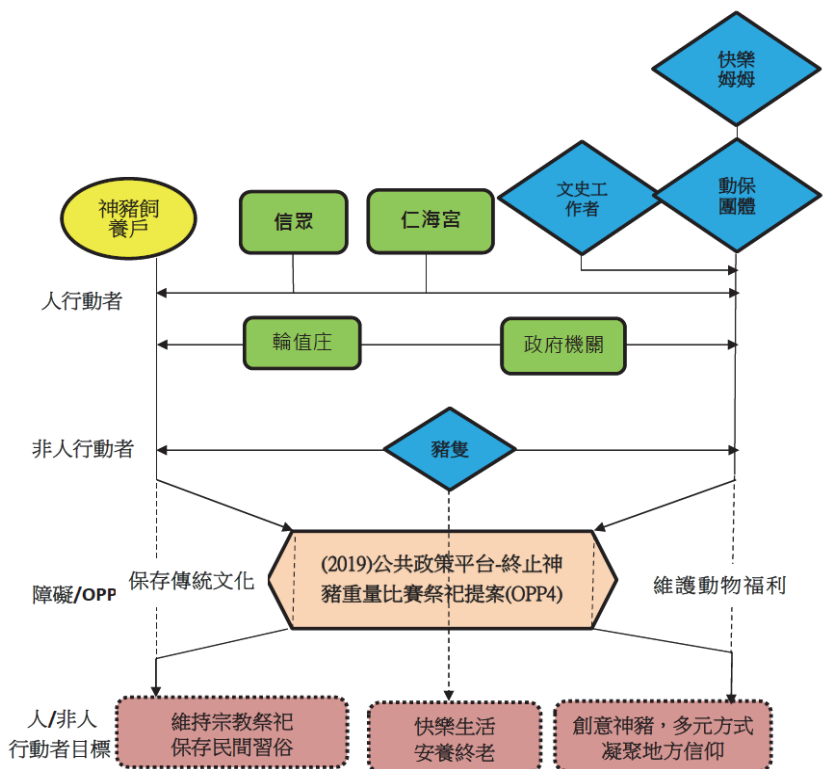 快樂
姆姆
神豬飼
養戶
信眾
仁海宮
文史工
作者
動保
團體
人行動者
輪值庄
政府機關
非人行動者
豬隻
障礙/OPP
保存傳統文化
(2019)公共政策平台-終止神
豬重量比賽祭祀提案(OPP4)
維護動物福利
人/非人
行動者目標
維持宗教祭祀
保存民間習俗
快樂生活
安養終老
創意神豬，多元方式
凝聚地方信仰